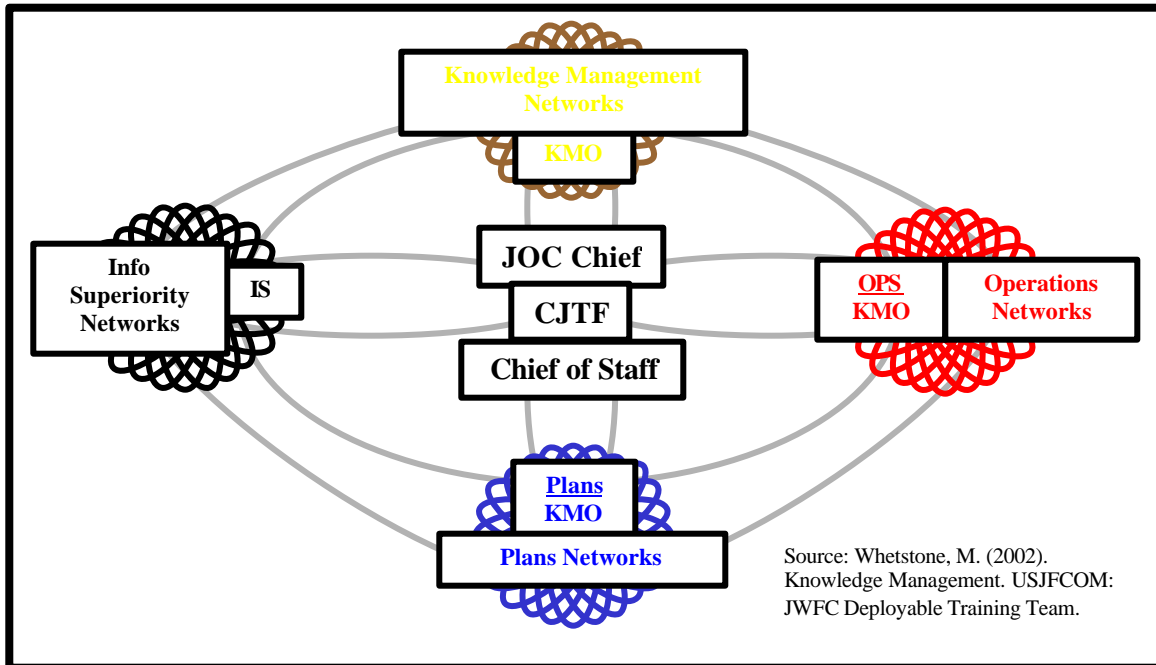 Knowledge Management
Networks
KMO
Info
Superiority
Networks
IS
JOC Chief
CJTF
Chief of Staff
OPS
KMO
Operations
Networks
Plans
KMO
Plans Networks
Source: Whetstone, M. (2002).
Knowledge Management. USJFCOM:
JWFC Deployable Training Team.